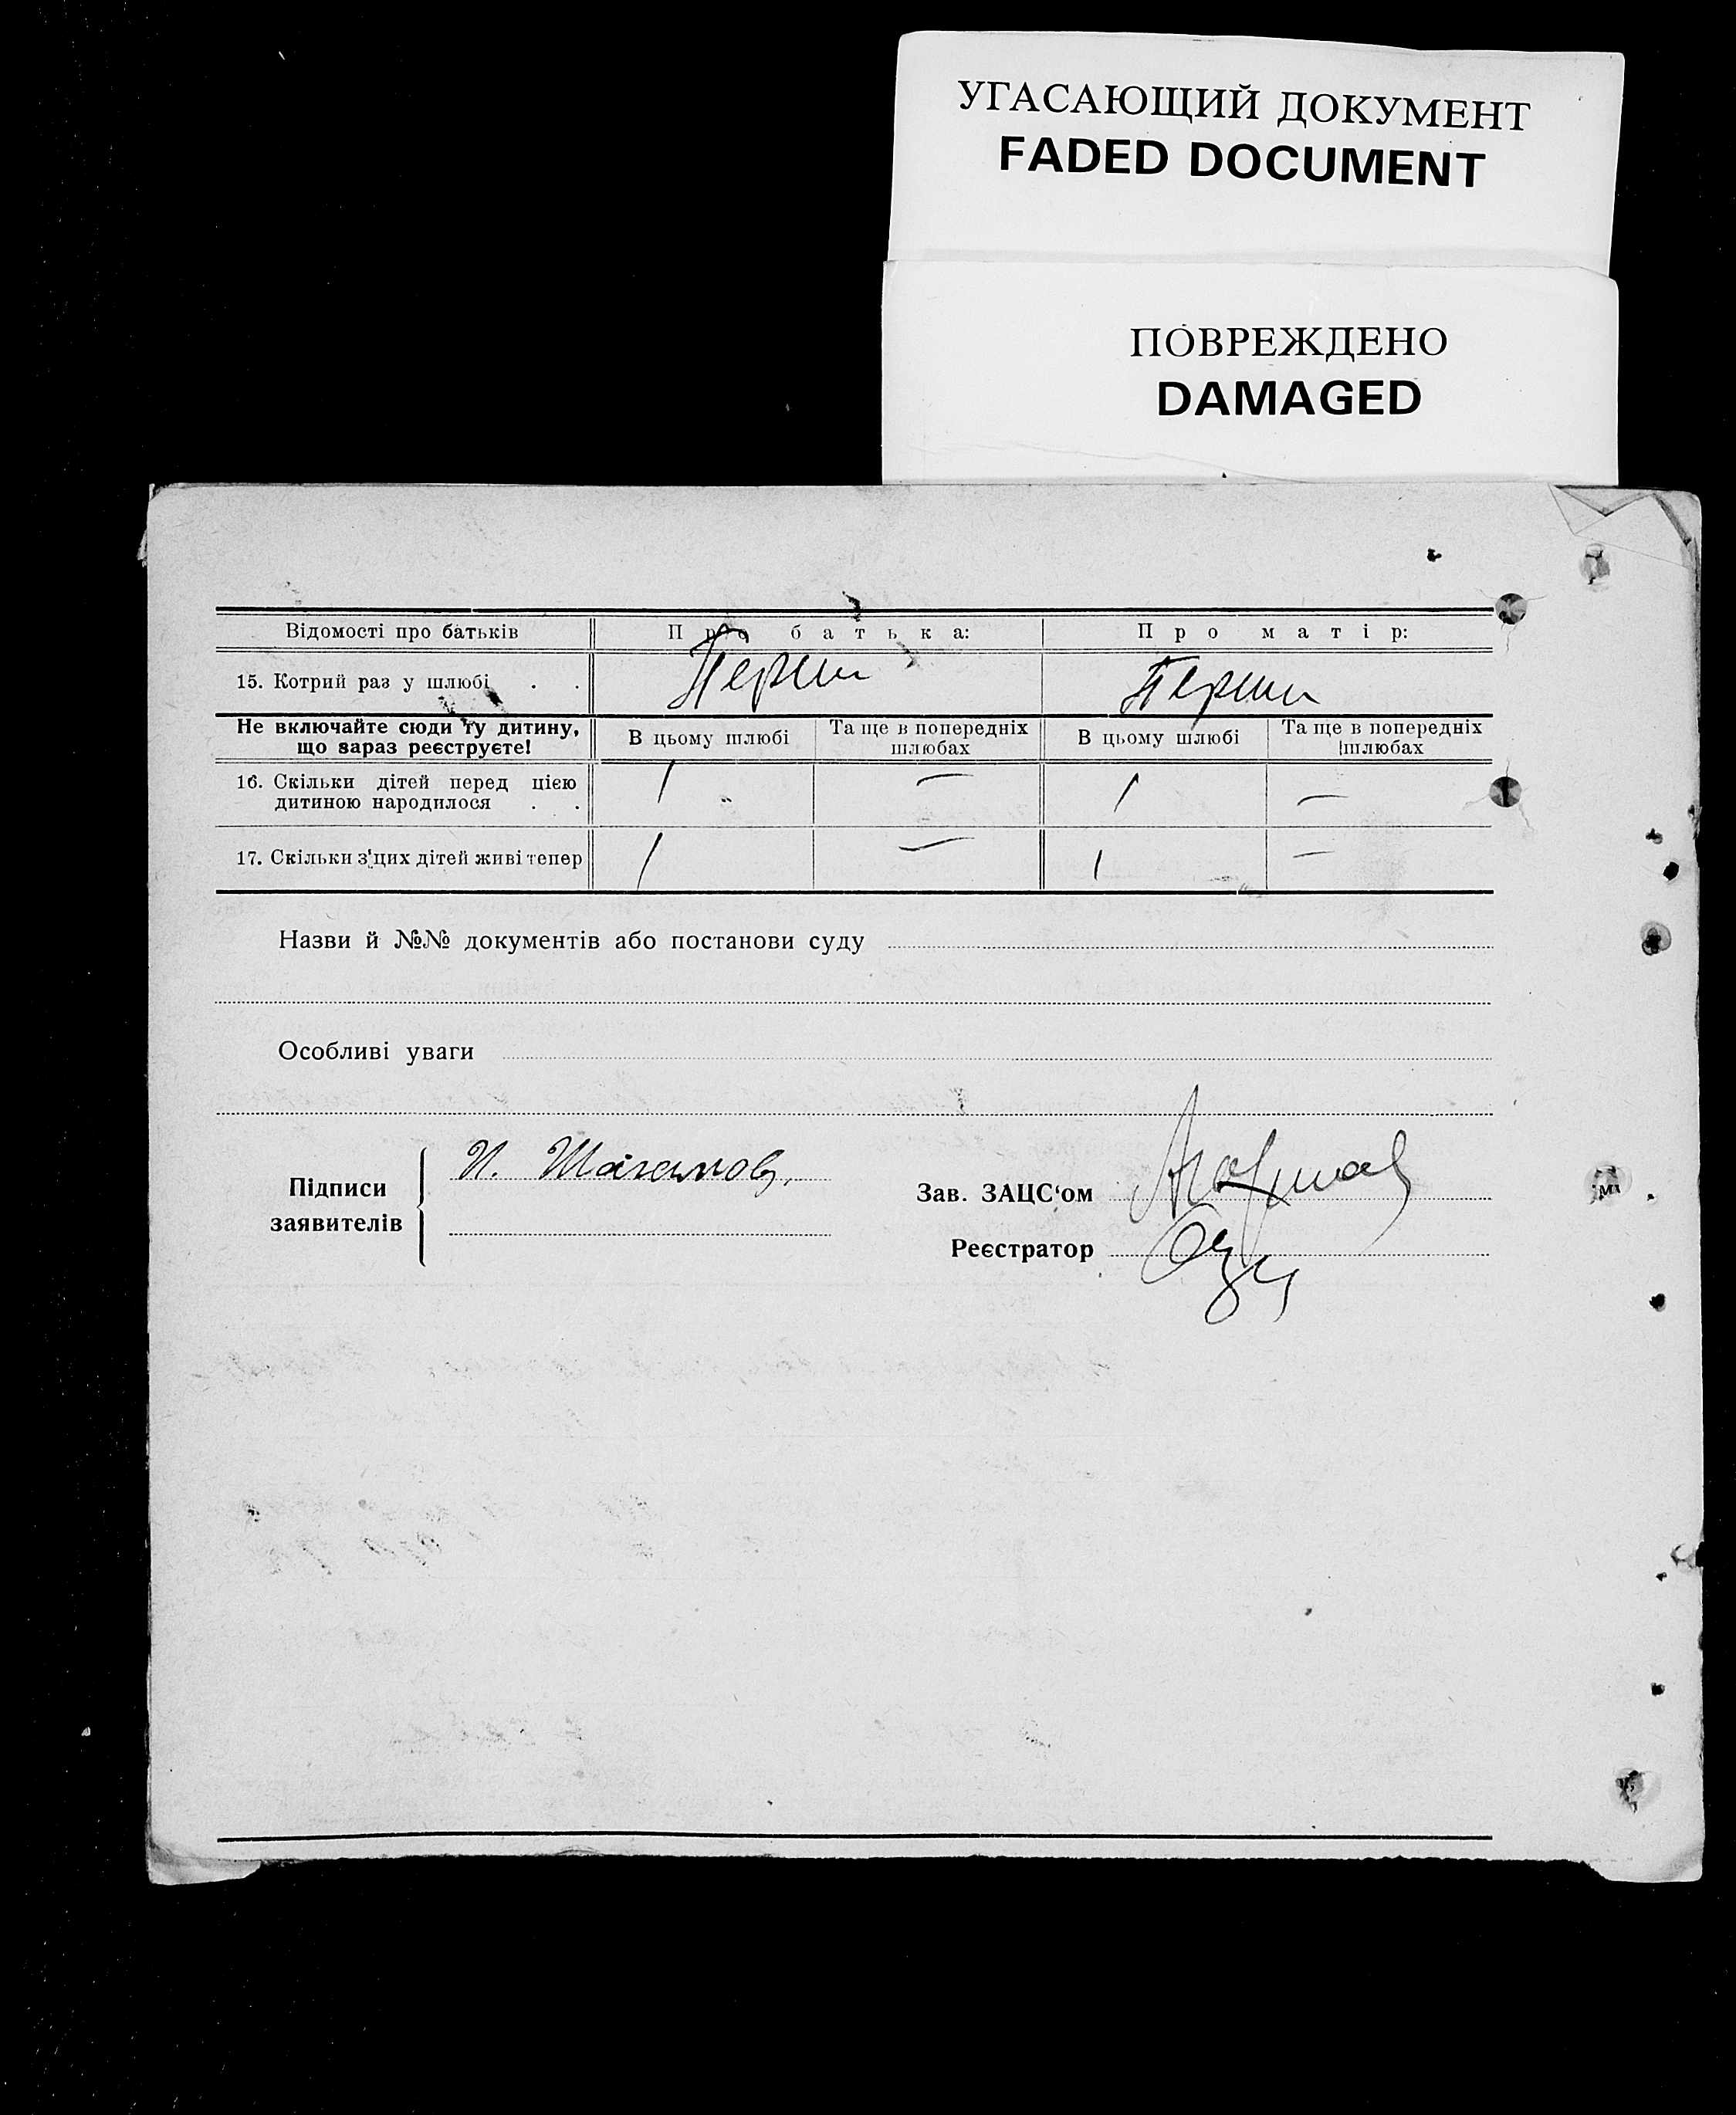 УГАСАЮЩИЙ ДОКУМЕНТ
FADED DOCUMENT
ПОВРЕЖДЕНО
DAMAGED
Відомості про батьків Про батька: Про матір:
15. Котрий раз у шлюбі . . Перший Перший
Не включайте сюди ту дитину, що зараз реєструєте! В цьому шлюбі Та ще в попередніх шлюбах В цьому шлюбі Та ще в попередніх шлюбах
16. Скільки дітей перед цією дитиною народилося . . 1 — 1 —
17. Скільки з'цих дітей живі тепер 1 — 1 —
Назви й №№ документів або постанови суду
Особливі уваги
Підписи заявителів
И.
Зав. ЗАЦС'ом
Реєстратор